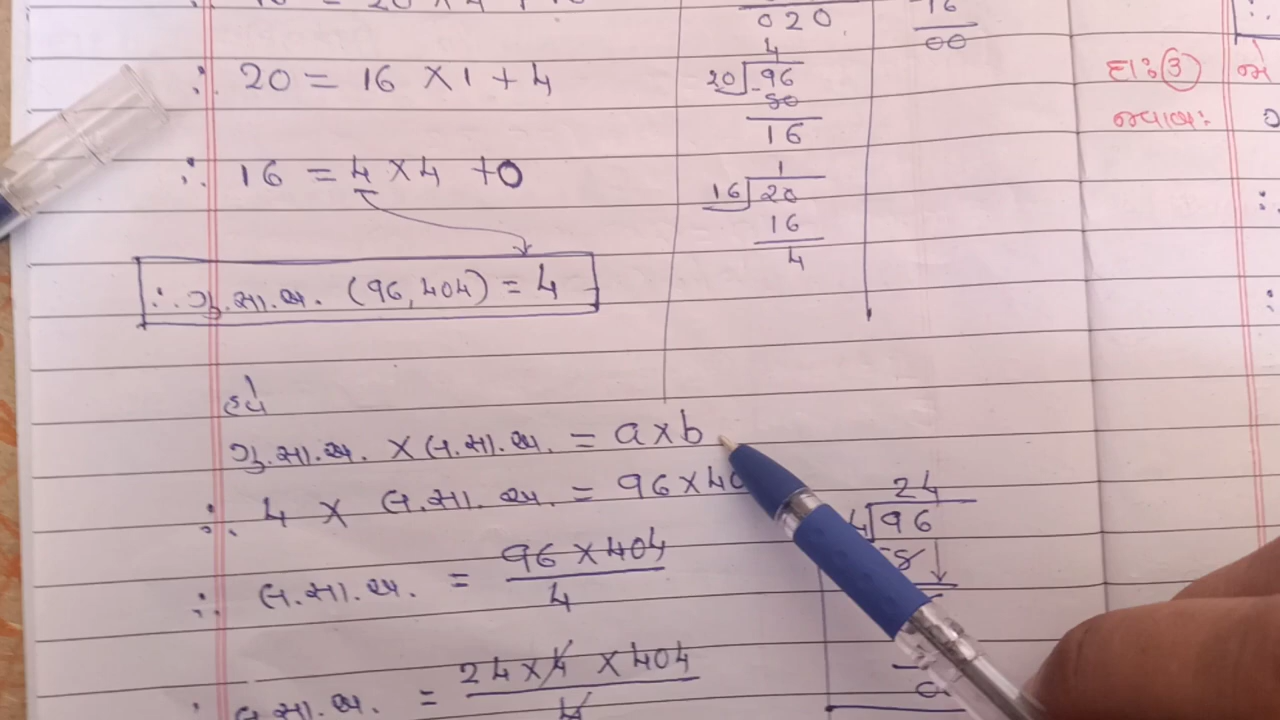 ∴ 20 = 16 × 1 + 4
∴ 16 = 4 × 4 + 0
∴ ગુ.સા.અ. (96, 404) = 4
હવે
ગુ.સા.અ. × લ.સા.અ. = a × b
∴ 4 × લ.સા.અ. = 96 × 40
∴ લ.સા.અ. = 96 × 404
4
∴ લ.સા.અ. = 24 × 4 × 404
4
020
4
20 96
- 80
16
1
16 20
16
4
-16
00
24
4 96
-8
0
દાઃ 3
જવાબઃ
જો